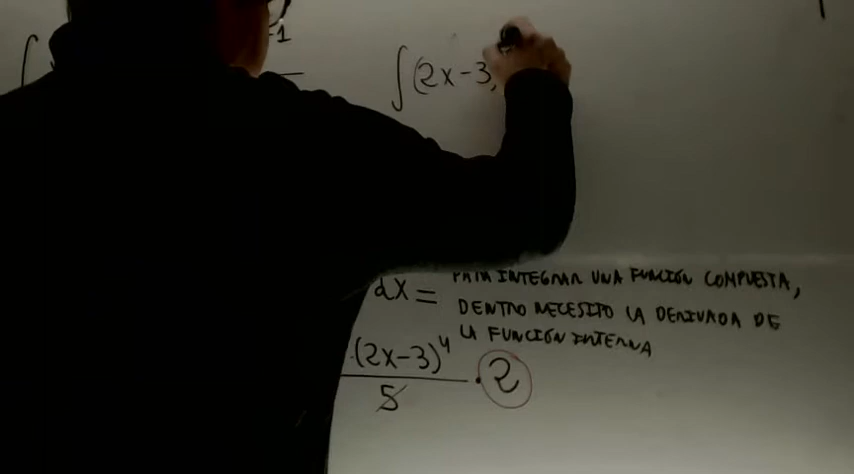 -1
∫(2x-3
dx =
PARA INTEGRAR UNA FUNCIÓN COMPUESTA,
DENTRO NECESITO LA DERIVADA DE
LA FUNCIÓN INTERNA
·(2x-3)⁴
5 · 2